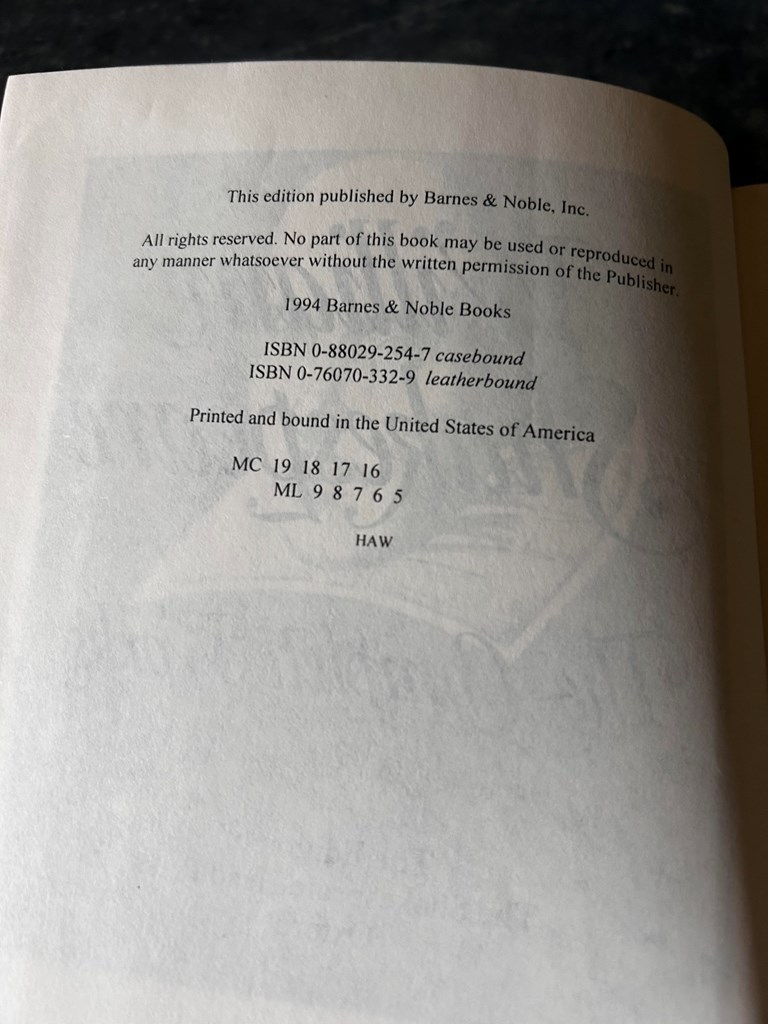 This edition published by Barnes & Noble, Inc.
All rights reserved. No part of this book may be used or reproduced in
any manner whatsoever without the written permission of the Publisher.
1994 Barnes & Noble Books
ISBN 0-88029-254-7 casebound
ISBN 0-76070-332-9 leatherbound
Printed and bound in the United States of America
MC 19 18 17 16
ML 9 8 7 6 5
HAW